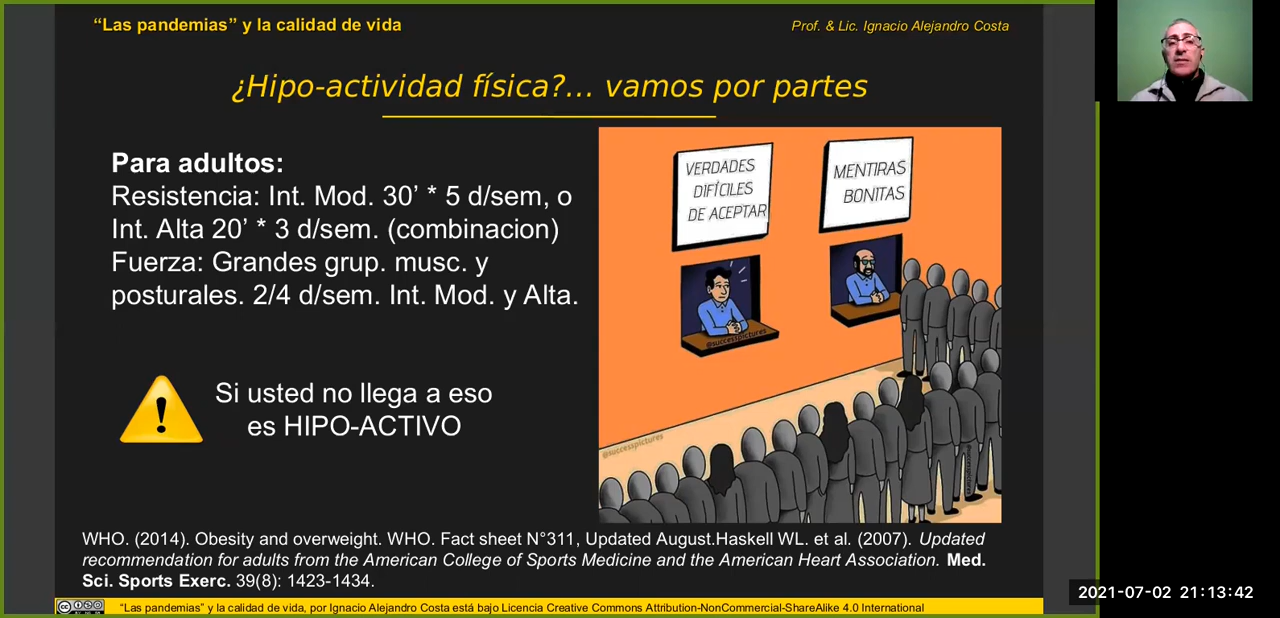 “Las pandemias” y la calidad de vida
Prof. & Lic. Ignacio Alejandro Costa
¿Hipo-actividad física?... vamos por partes
Para adultos:
Resistencia: Int. Mod. 30’ * 5 d/sem, o
Int. Alta 20’ * 3 d/sem. (combinacion)
Fuerza: Grandes grup. musc. y
posturales. 2/4 d/sem. Int. Mod. y Alta.
VERDADES
DIFÍCILES
DE ACEPTAR
MENTIRAS
BONITAS
@successpictures
@successpictures
@successpictures
Si usted no llega a eso
es HIPO-ACTIVO
WHO. (2014). Obesity and overweight. WHO. Fact sheet N°311, Updated August.Haskell WL. et al. (2007). Updated
recommendation for adults from the American College of Sports Medicine and the American Heart Association. Med.
Sci. Sports Exerc. 39(8): 1423-1434.
“Las pandemias” y la calidad de vida, por Ignacio Alejandro Costa está bajo Licencia Creative Commons Attribution-NonCommercial-ShareAlike 4.0 International
2021-07-02 21:13:42